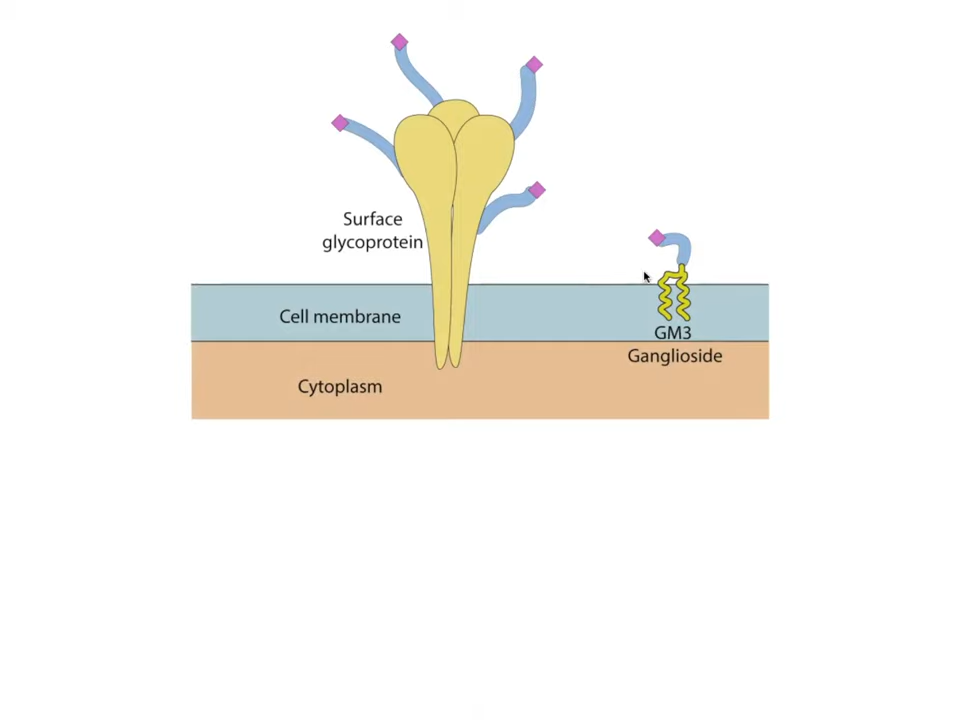 Surface
glycoprotein
Cell membrane
GM3
Ganglioside
Cytoplasm